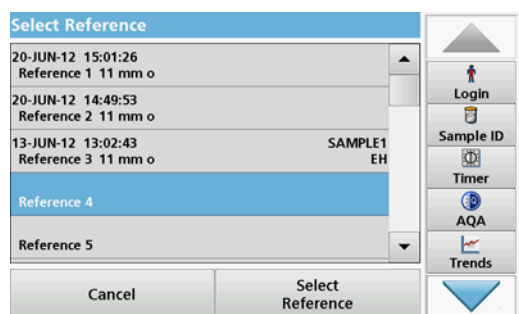 Select Reference
20-JUN-12 15:01:26
Reference 1 11 mm o
20-JUN-12 14:49:53
Reference 2 11 mm o
13-JUN-12 13:02:43 SAMPLE1
Reference 3 11 mm o EH
Reference 4
Reference 5
Cancel
Select
Reference
Login
Sample ID
Timer
AQA
Trends